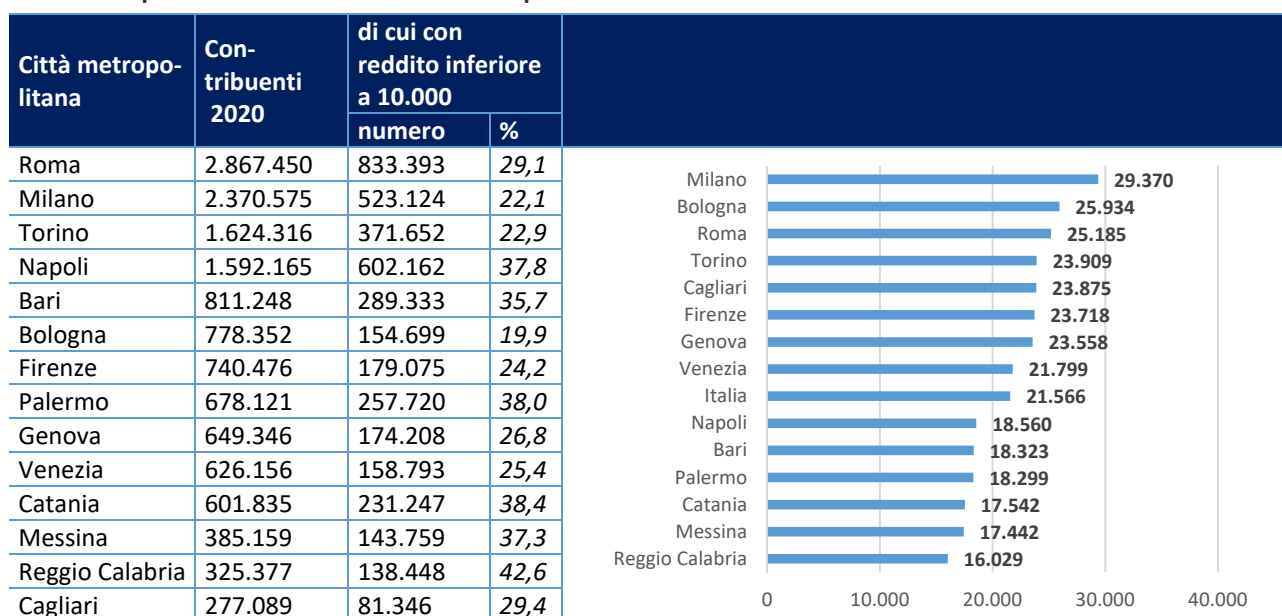 Città metropo-
litana
Con-
tribuenti
2020
di cui con
reddito inferiore
a 10.000
numero %
Roma 2.867.450 833.393 29,1
Milano 2.370.575 523.124 22,1
Torino 1.624.316 371.652 22,9
Napoli 1.592.165 602.162 37,8
Bari 811.248 289.333 35,7
Bologna 778.352 154.699 19,9
Firenze 740.476 179.075 24,2
Palermo 678.121 257.720 38,0
Genova 649.346 174.208 26,8
Venezia 626.156 158.793 25,4
Catania 601.835 231.247 38,4
Messina 385.159 143.759 37,3
Reggio Calabria 325.377 138.448 42,6
Cagliari 277.089 81.346 29,4
Milano 29.370
Bologna 25.934
Roma 25.185
Torino 23.909
Cagliari 23.875
Firenze 23.718
Genova 23.558
Venezia 21.799
Italia 21.566
Napoli 18.560
Bari 18.323
Palermo 18.299
Catania 17.542
Messina 17.442
Reggio Calabria 16.029
0 10.000 20.000 30.000 40.000